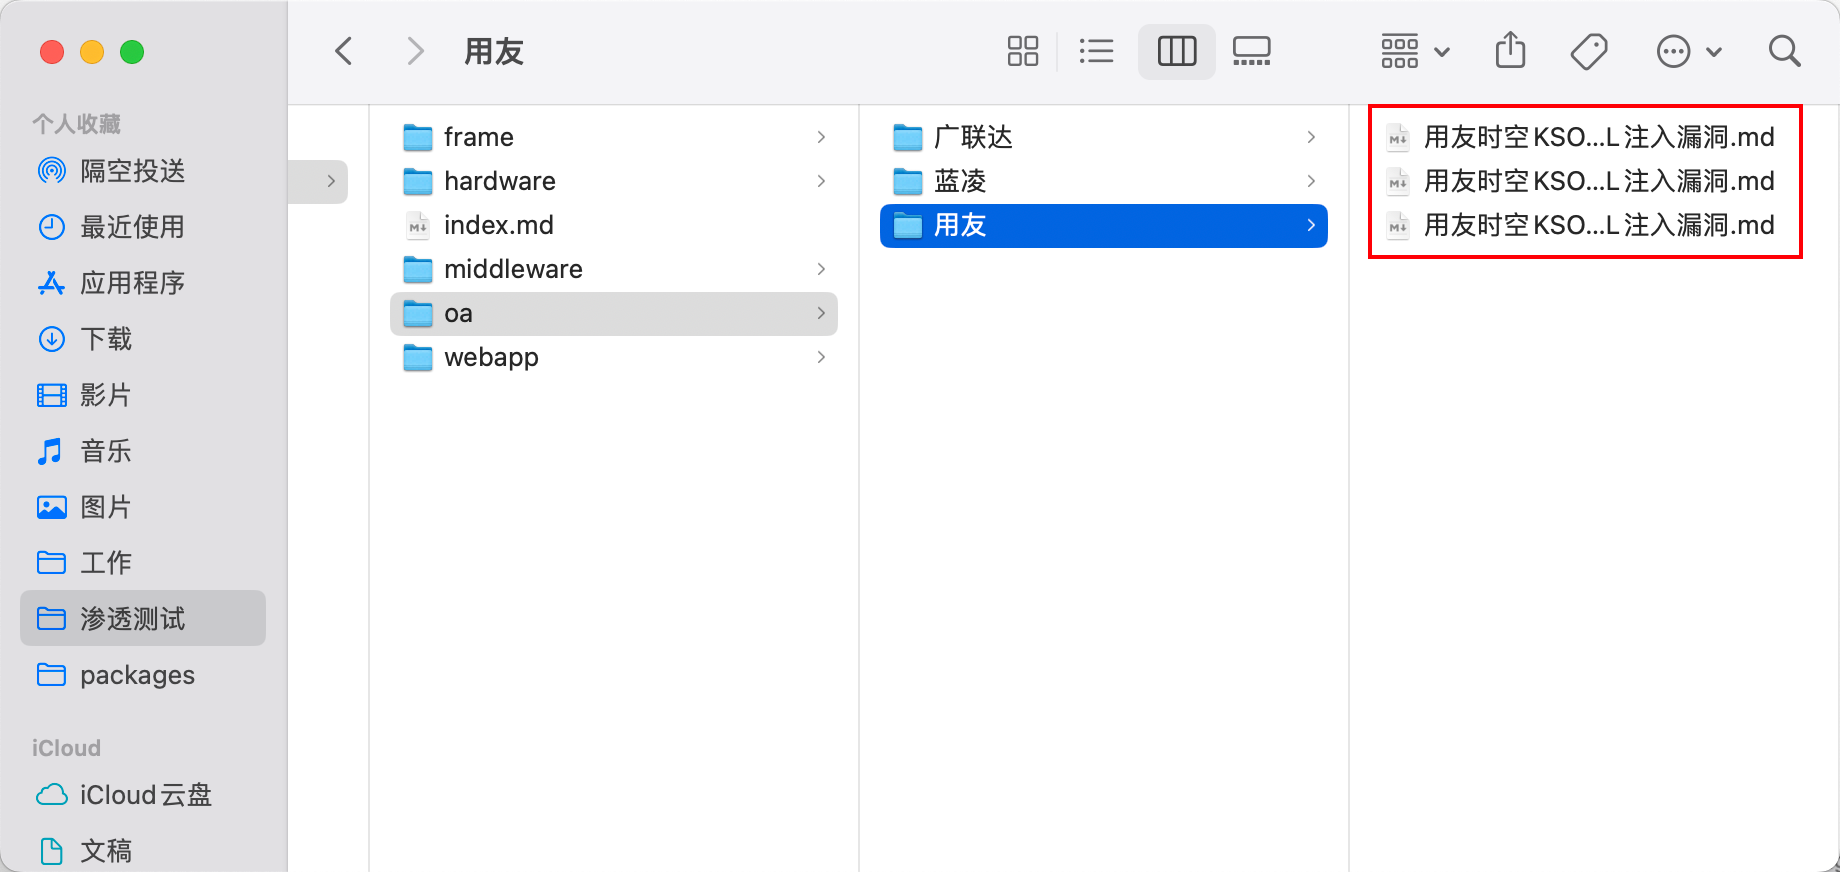 用友
个人收藏
隔空投送
最近使用
应用程序
下载
影片
音乐
图片
工作
渗透测试
packages
iCloud
iCloud云盘
文稿
frame
hardware
index.md
middleware
oa
webapp
广联达
蓝凌
用友
用友时空KSO...L注入漏洞.md
用友时空KSO...L注入漏洞.md
用友时空KSO...L注入漏洞.md